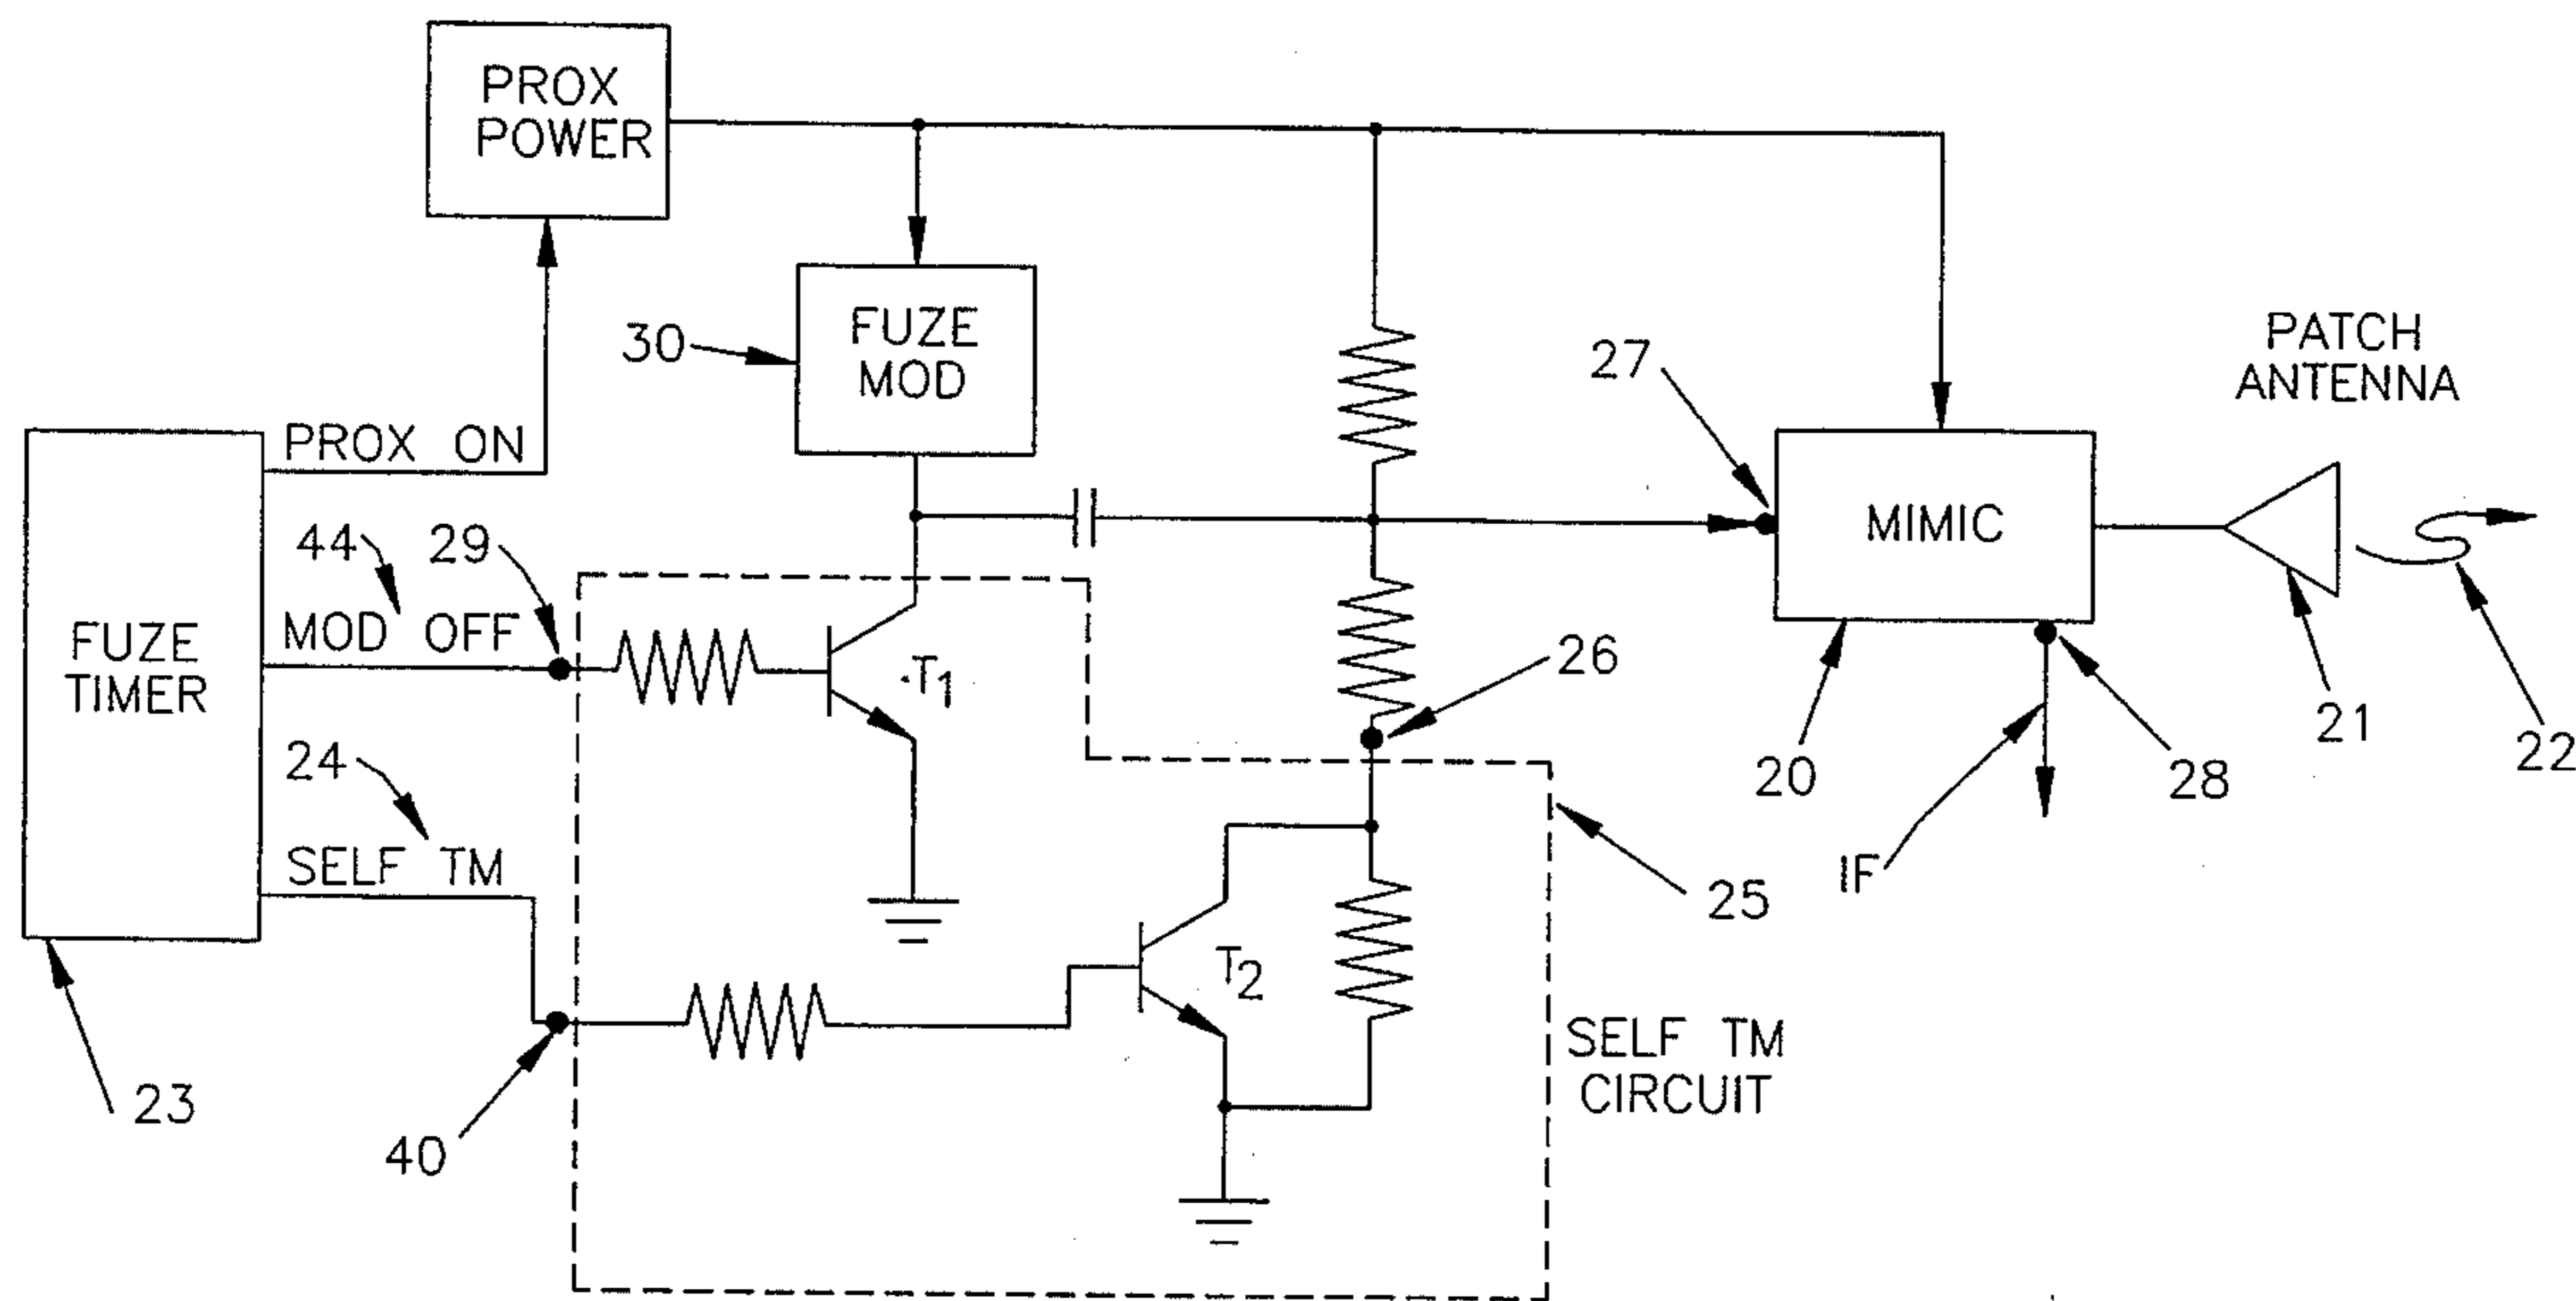 PROX
POWER
30
FUZE
MOD
27
PATCH
ANTENNA
PROX ON
MIMIC
44
29
MOD OFF
FUZE
TIMER
T1
26
24
SELF TM
20
28
21
22
IF
25
T2
SELF TM
CIRCUIT
23
40